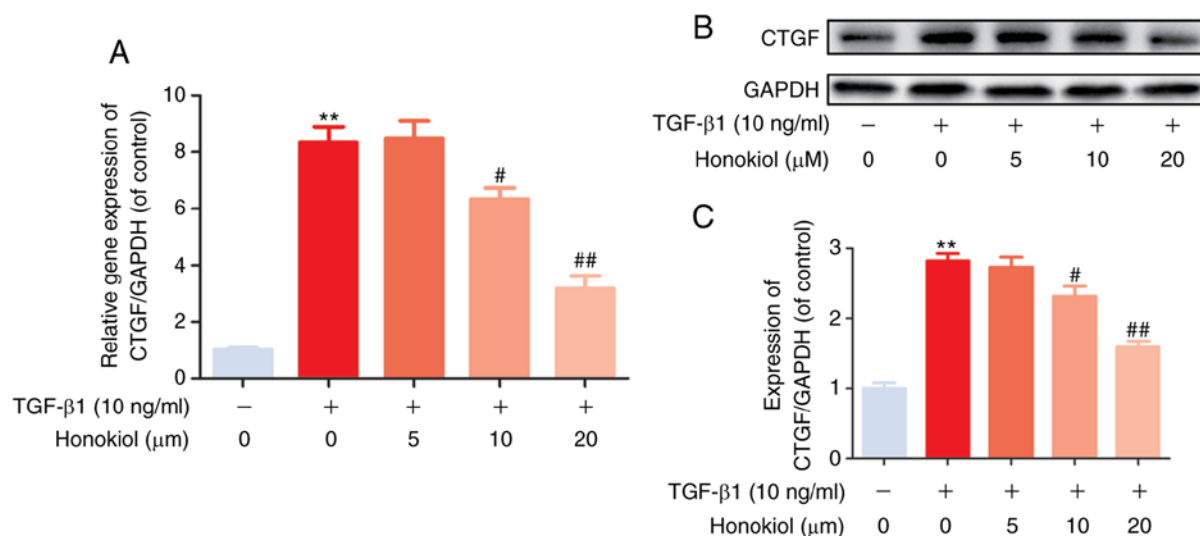 A
Relative gene expression of
CTGF/GAPDH (of control)
10
8
6
4
2
0
**
#
##
TGF-β1 (10 ng/ml) − + + + +
Honokiol (μm) 0 0 5 10 20
B
CTGF
GAPDH
TGF-β1 (10 ng/ml) − + + + +
Honokiol (μM) 0 0 5 10 20
C
Expression of
CTGF/GAPDH (of control)
3
2
1
0
**
#
##
TGF-β1 (10 ng/ml) − + + + +
Honokiol (μm) 0 0 5 10 20